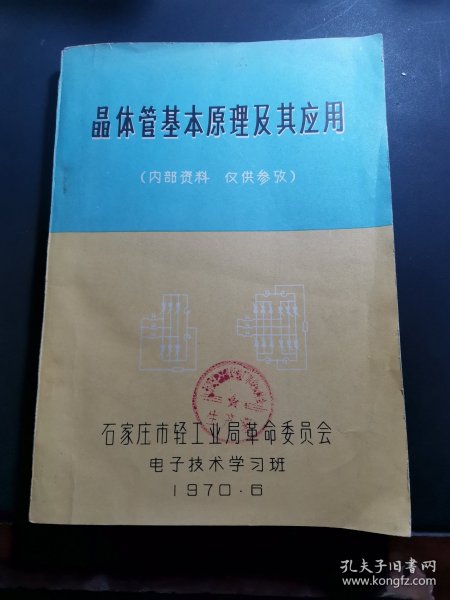 晶体管基本原理及其应用
(内部资料 仅供参攷)
石家庄市轻工业局革命委员会
电子技术学习班
1970·6
孔夫子旧书网
www.kongfz.com